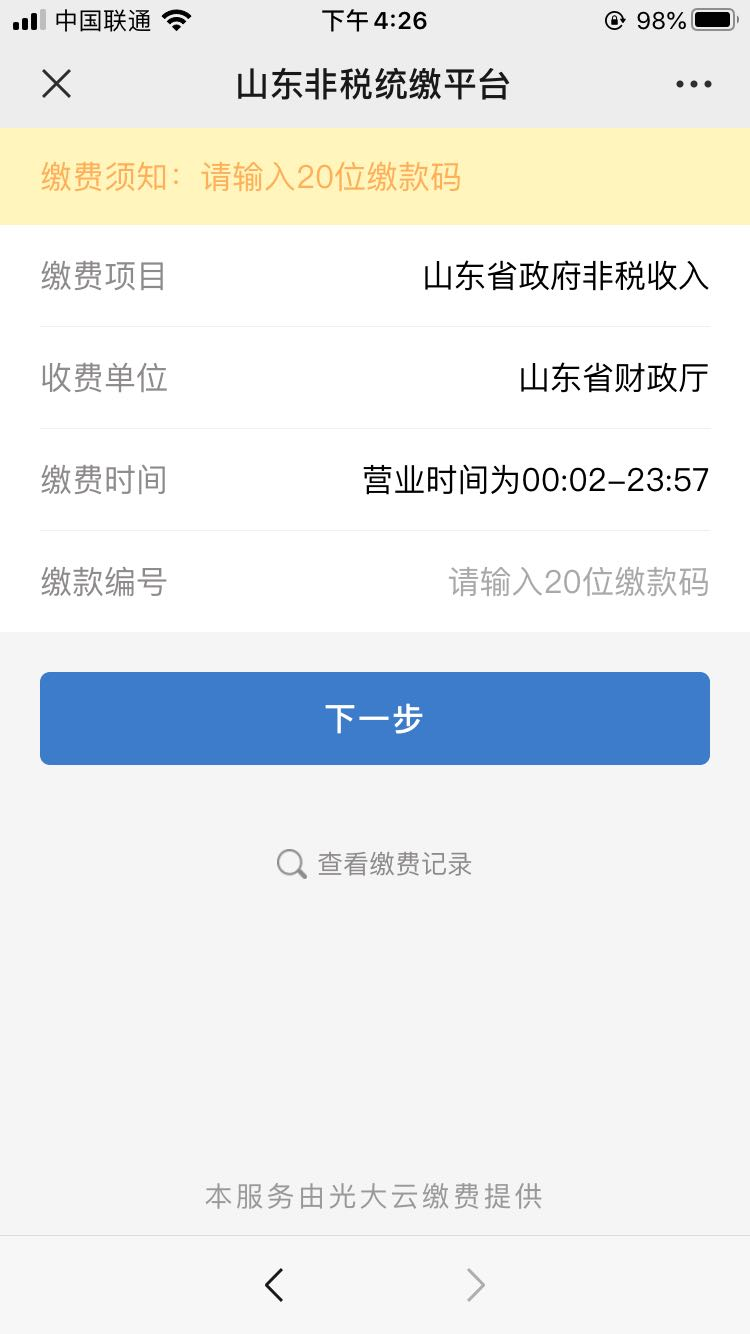 中国联通 下午4:26 98%
山东非税统缴平台
缴费须知：请输入20位缴款码
缴费项目 山东省政府非税收入
收费单位 山东省财政厅
缴费时间 营业时间为00:02-23:57
缴款编号 请输入20位缴款码
下一步
查看缴费记录
本服务由光大云缴费提供